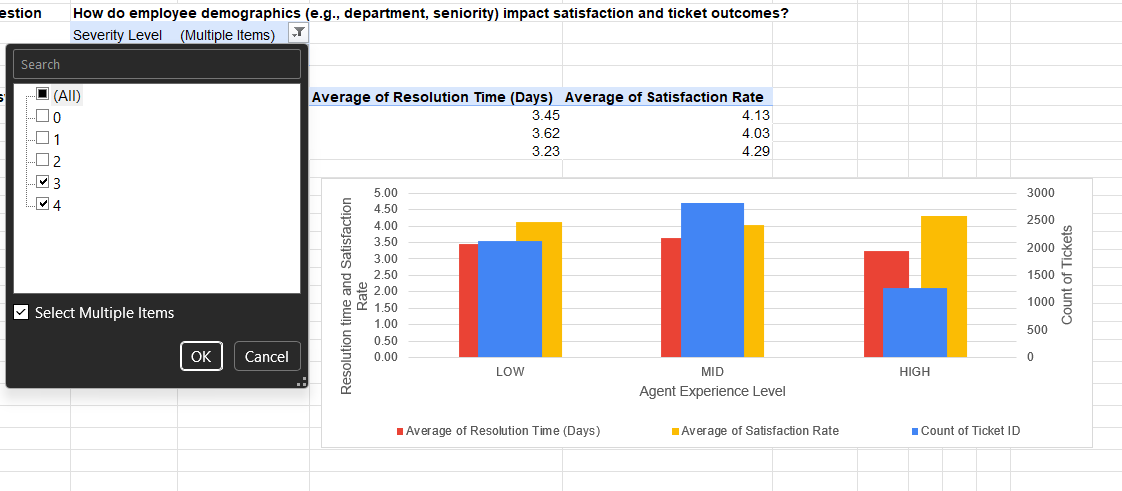 estion How do employee demographics (e.g., department, seniority) impact satisfaction and ticket outcomes?
Severity Level (Multiple Items)
Search
(All)
0
1
2
3
4
Select Multiple Items
OK Cancel
Average of Resolution Time (Days) Average of Satisfaction Rate
3.45 4.13
3.62 4.03
3.23 4.29
Resolution time and Satisfaction
Rate
5.00
4.50
4.00
3.50
3.00
2.50
2.00
1.50
1.00
0.50
0.00
3000
2500
2000
1500
1000
500
0
Count of Tickets
LOW MID HIGH
Agent Experience Level
Average of Resolution Time (Days) Average of Satisfaction Rate Count of Ticket ID